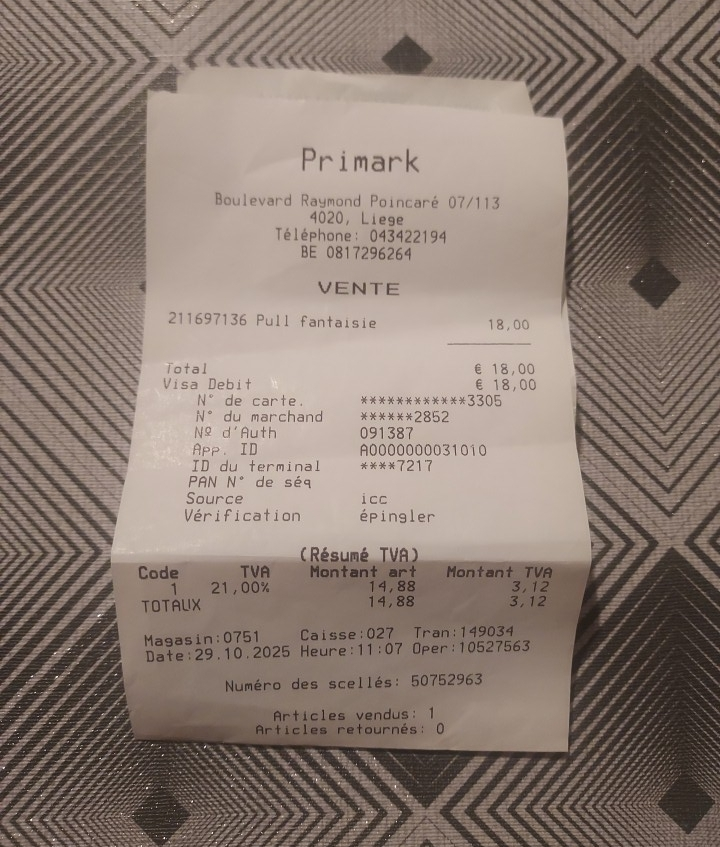 Primark
Boulevard Raymond Poincaré 07/113
4020, Liege
Téléphone: 043422194
BE 0817296264
VENTE
211697136 Pull fantaisie 18,00
Total € 18,00
Visa Debit € 18,00
N° de carte. ************3305
N° du marchand ******2852
Nº d'Auth 091387
App. ID A0000000031010
ID du terminal ****7217
PAN N° de séq
Source icc
Vérification épingler
(Résumé TVA)
Code TVA Montant art Montant TVA
1 21,00% 14,88 3,12
TOTAUX 14,88 3,12
Magasin:0751 Caisse:027 Tran:149034
Date:29.10.2025 Heure:11:07 Oper:10527563
Numéro des scellés: 50752963
Articles vendus: 1
Articles retournés: 0